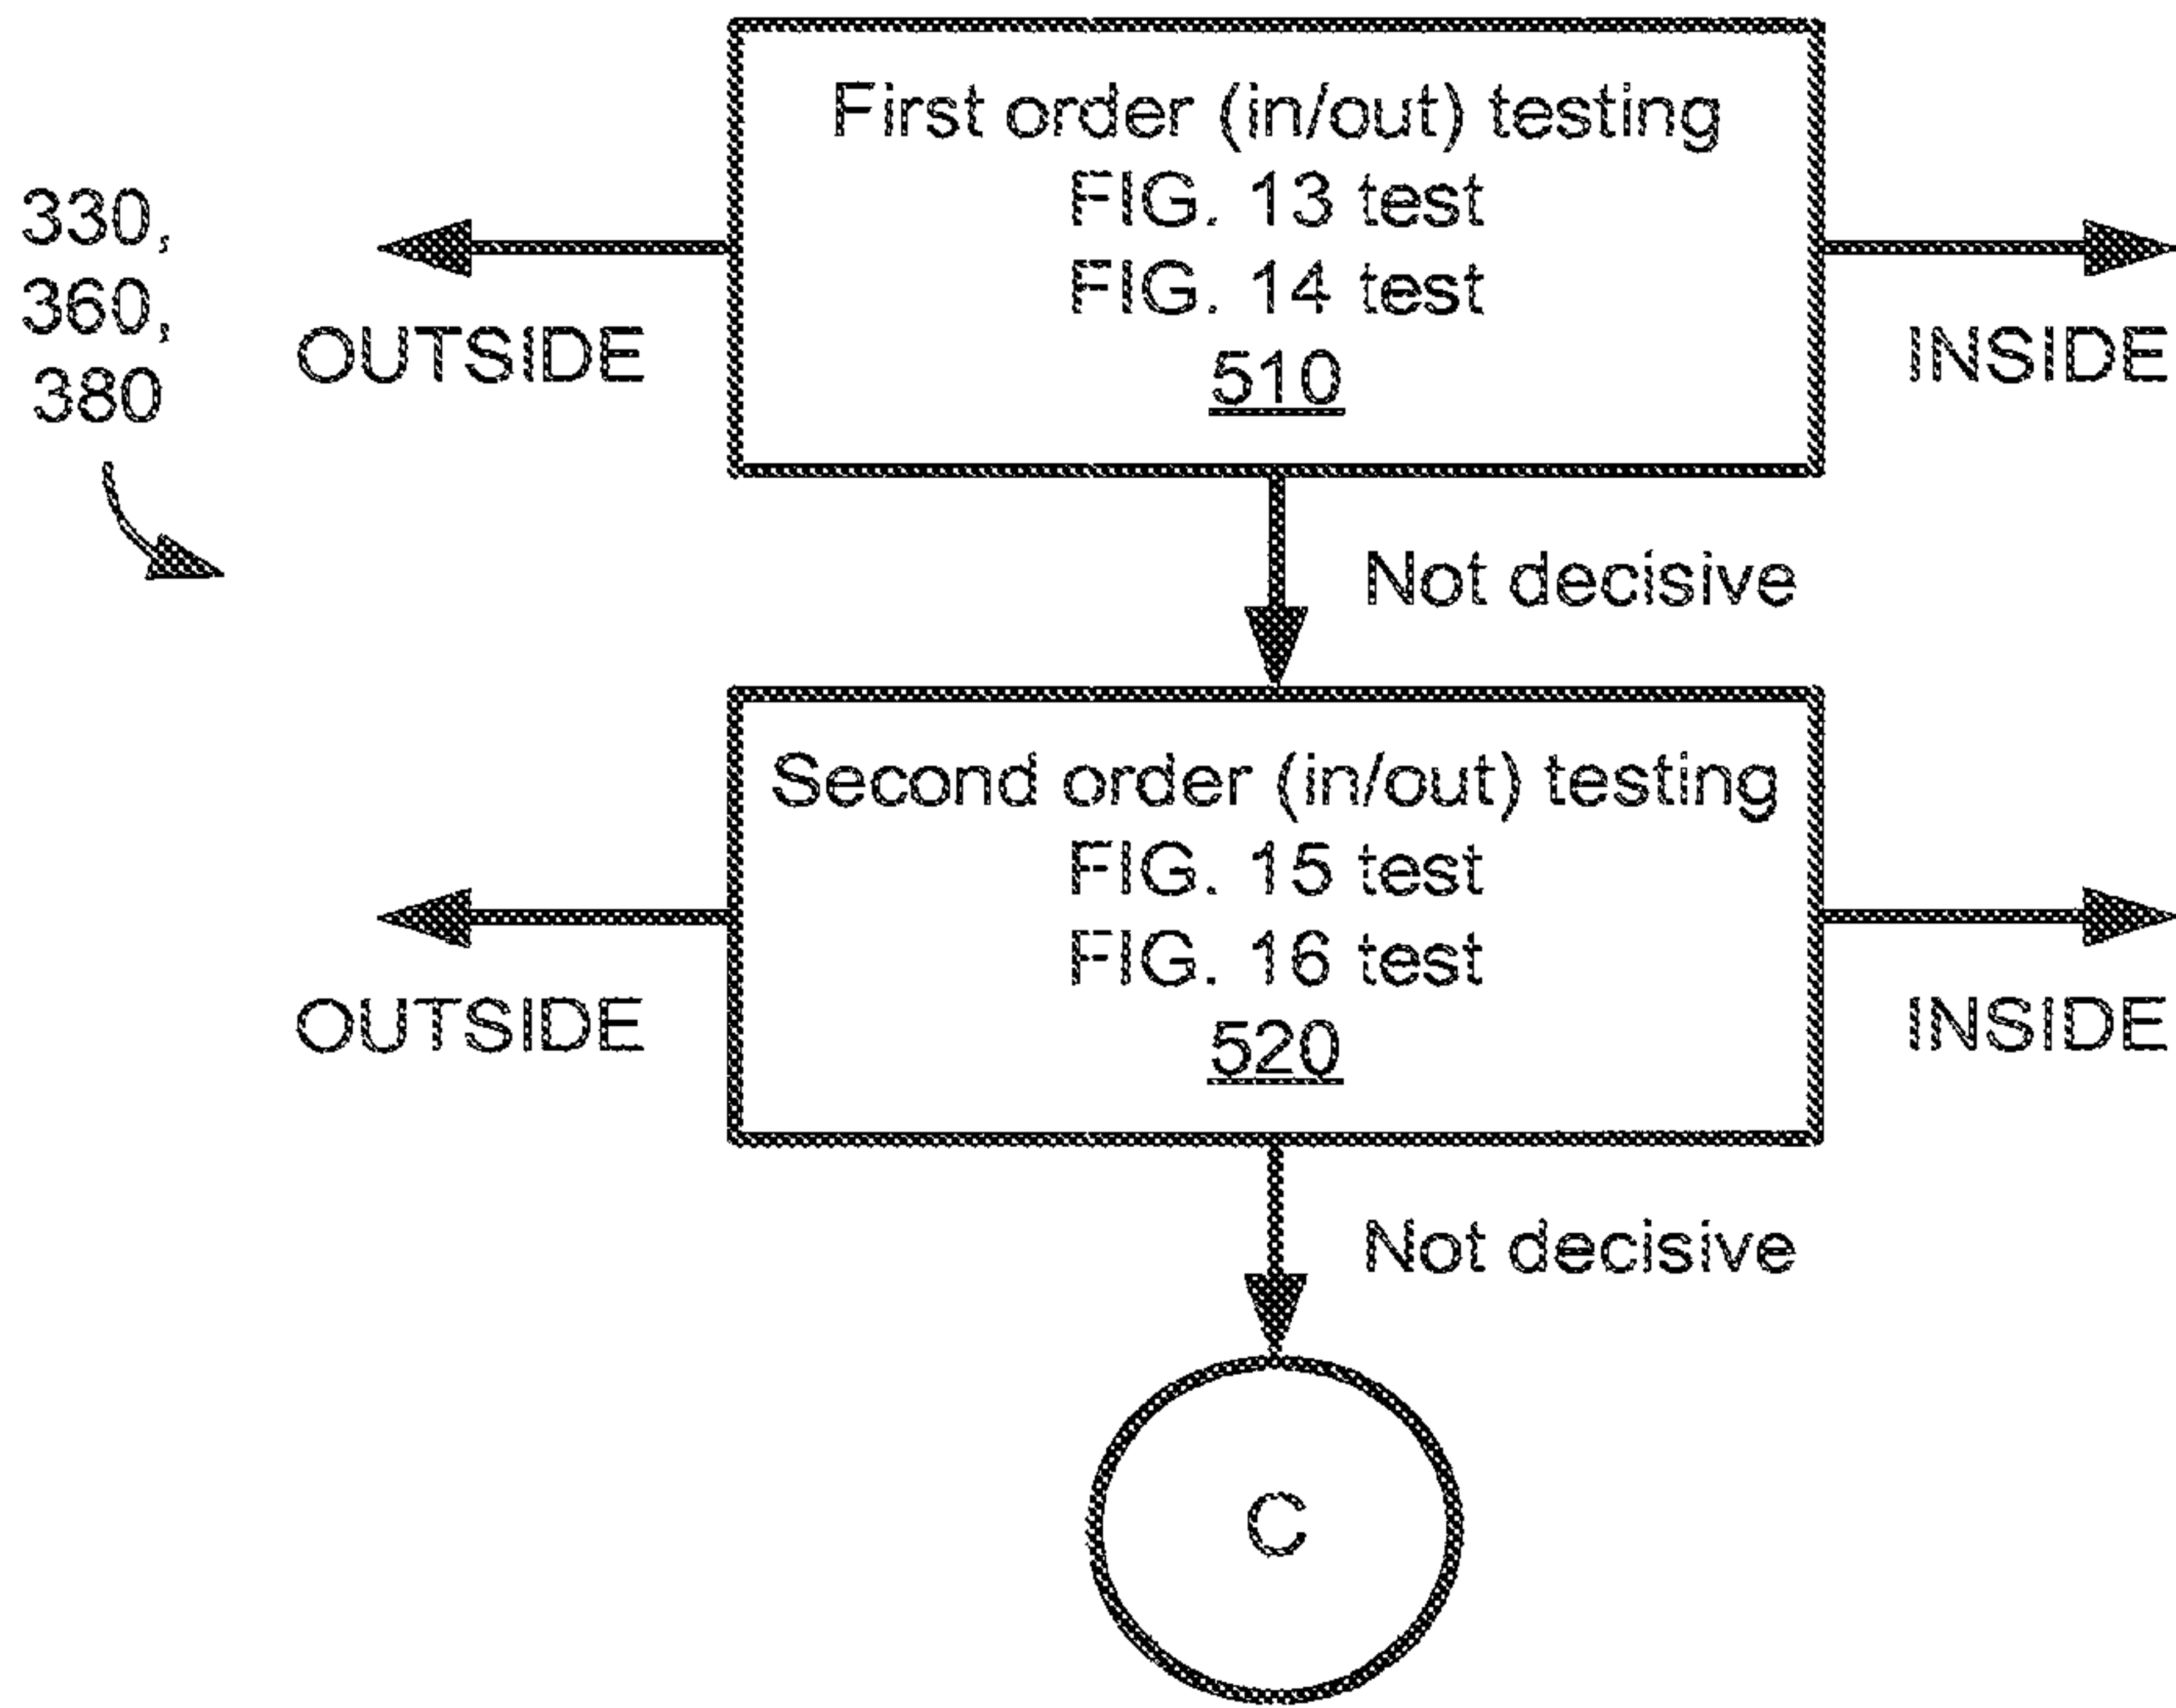 First order (in/out) testing
FIG. 13 test
FIG. 14 test
510
330,
360,
380
OUTSIDE
INSIDE
Not decisive
Second order (in/out) testing
FIG. 15 test
FIG. 16 test
520
OUTSIDE
INSIDE
Not decisive
C